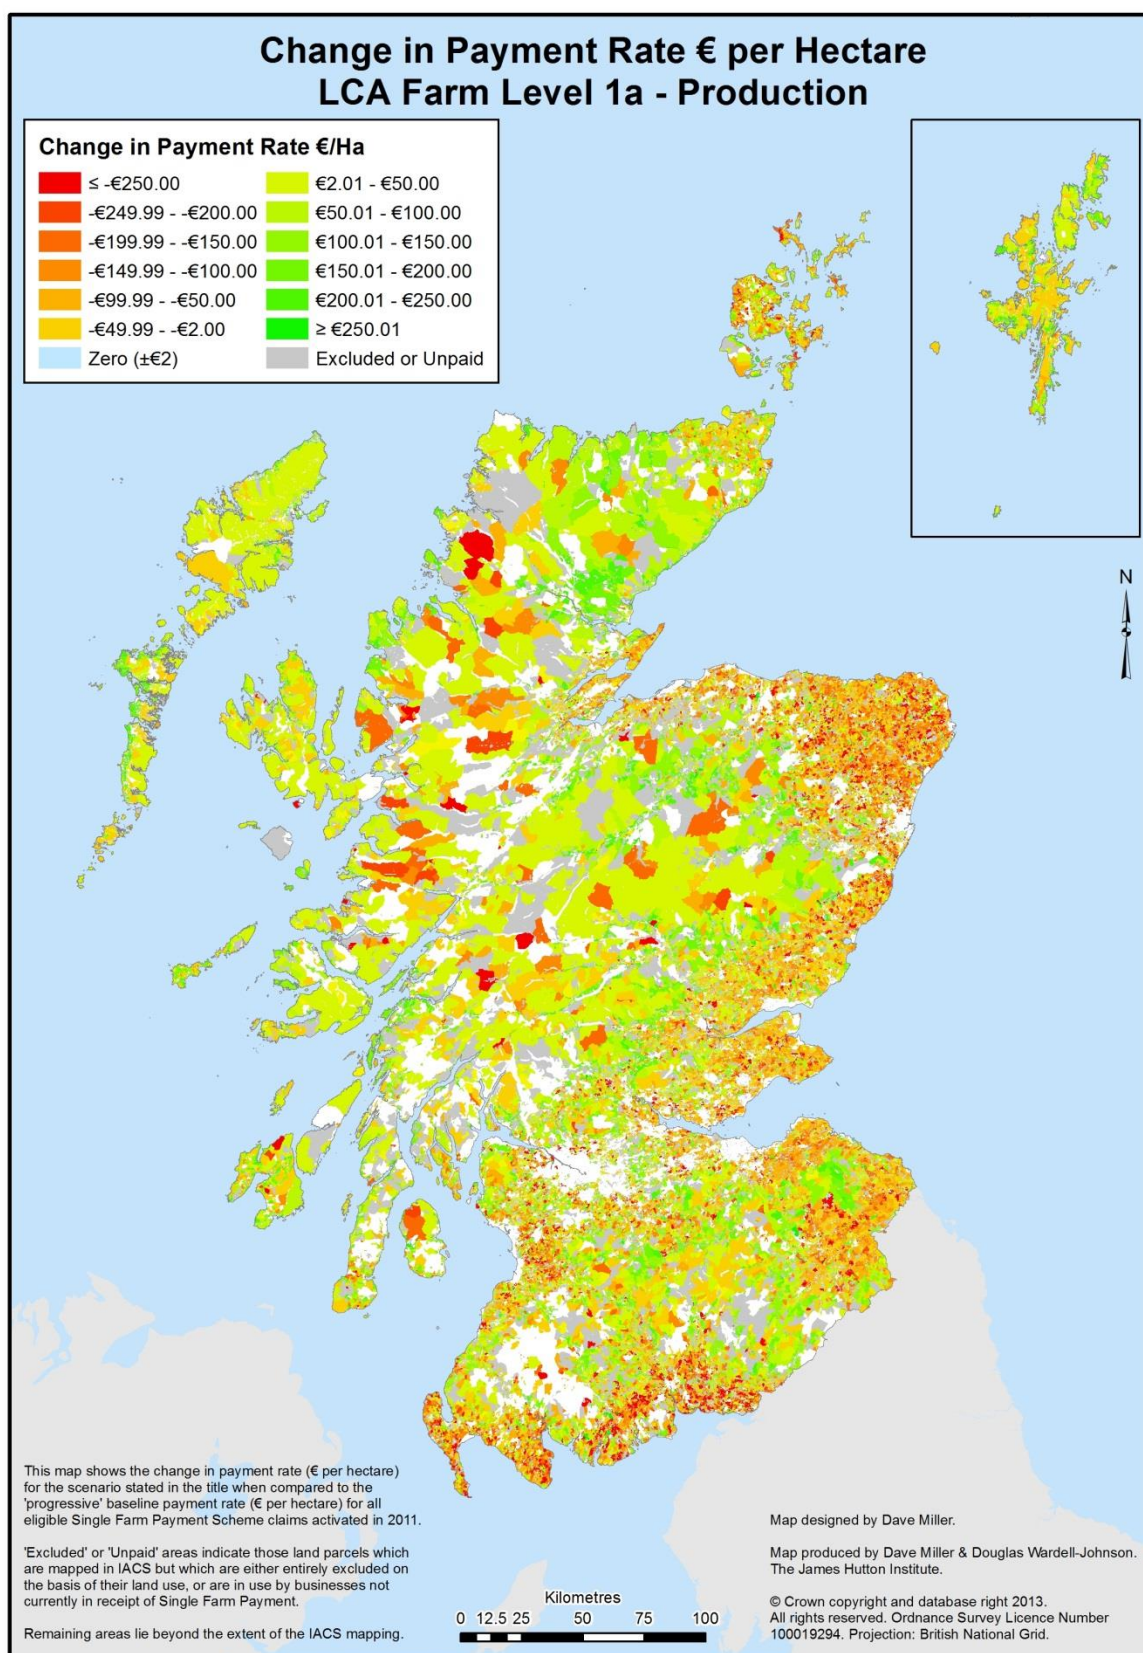 Change in Payment Rate € per Hectare
LCA Farm Level 1a - Production
Change in Payment Rate €/Ha
≤ -€250.00
-€249.99 - -€200.00
-€199.99 - -€150.00
-€149.99 - -€100.00
-€99.99 - -€50.00
-€49.99 - -€2.00
Zero (±€2)
€2.01 - €50.00
€50.01 - €100.00
€100.01 - €150.00
€150.01 - €200.00
€200.01 - €250.00
≥ €250.01
Excluded or Unpaid
N
This map shows the change in payment rate (€ per hectare)
for the scenario stated in the title when compared to the
'progressive' baseline payment rate (€ per hectare) for all
eligible Single Farm Payment Scheme claims activated in 2011.
'Excluded' or 'Unpaid' areas indicate those land parcels which
are mapped in IACS but which are either entirely excluded on
the basis of their land use, or are in use by businesses not
currently in receipt of Single Farm Payment.
Remaining areas lie beyond the extent of the IACS mapping.
Kilometres
0 12.5 25 50 75 100
Map designed by Dave Miller.
Map produced by Dave Miller & Douglas Wardell-Johnson.
The James Hutton Institute.
© Crown copyright and database right 2013.
All rights reserved. Ordnance Survey Licence Number
100019294. Projection: British National Grid.